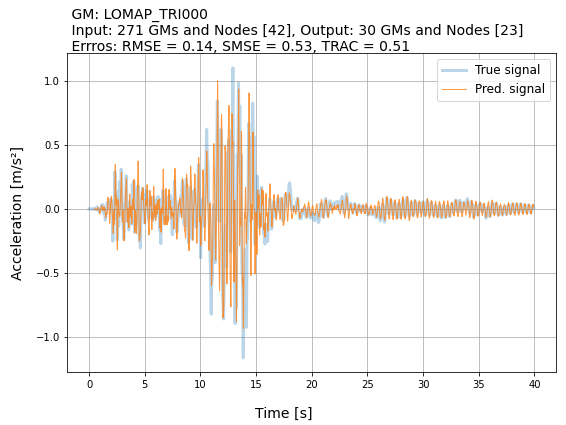 GM: LOMAP_TRI000
Input: 271 GMs and Nodes [42], Output: 30 GMs and Nodes [23]
Errros: RMSE = 0.14, SMSE = 0.53, TRAC = 0.51
True signal
Pred. signal
Acceleration [m/s²]
1.0
0.5
0.0
−0.5
−1.0
0 5 10 15 20 25 30 35 40
Time [s]